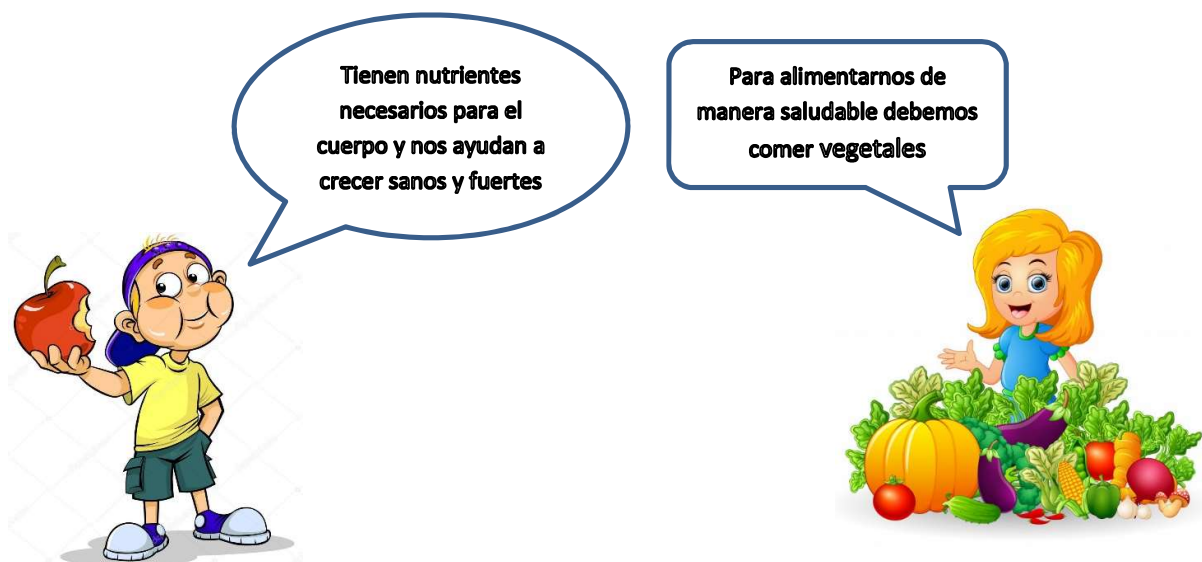 Tienen nutrientes
necesarios para el
cuerpo y nos ayudan a
crecer sanos y fuertes
Para alimentarnos de
manera saludable debemos
comer vegetales